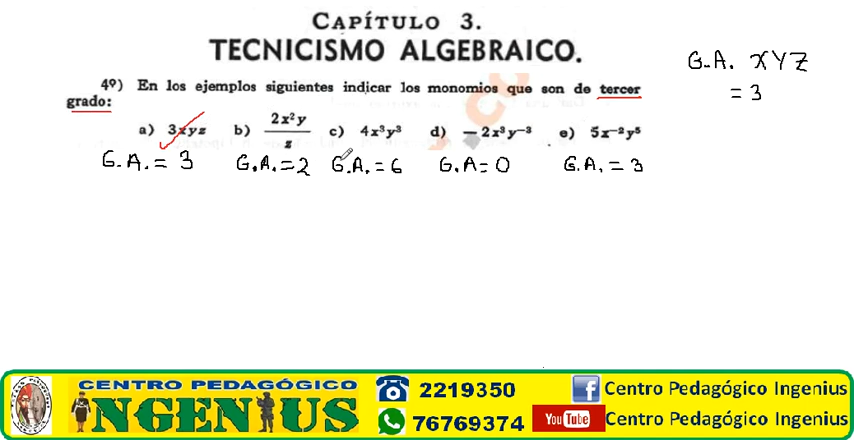 CAPÍTULO 3.
TECNICISMO ALGEBRAICO.
G.A. XYZ
= 3
4º) En los ejemplos siguientes indicar los monomios que son de tercer
grado:
a) 3xyz b) 2x²y/z c) 4x³y³ d) −2x³y⁻³ e) 5x⁻²y⁵
G.A. = 3 G.A. = 2 G.A. = 6 G.A = 0 G.A. = 3
CENTRO PEDAGÓGICO
INGENIUS
2219350
76769374
f Centro Pedagógico Ingenius
You Tube Centro Pedagógico Ingenius